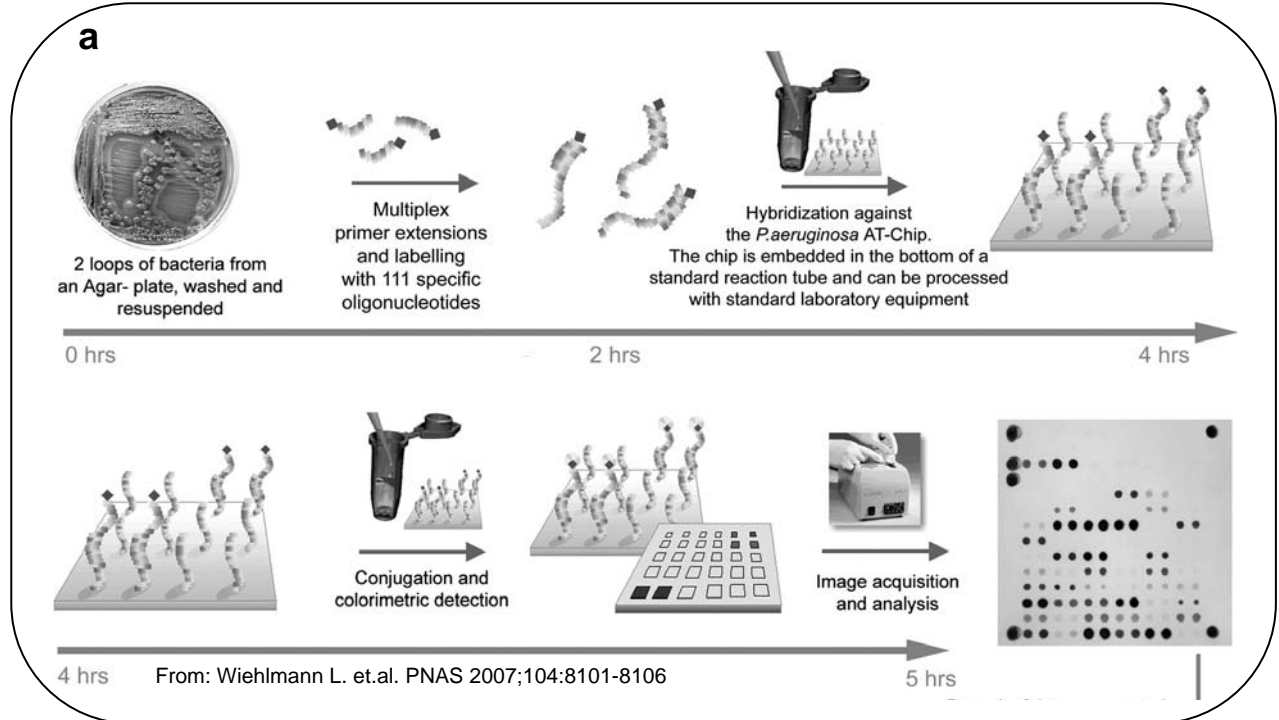 a
2 loops of bacteria from
an Agar- plate, washed and
resuspended
Multiplex
primer extensions
and labelling
with 111 specific
oligonucleotides
Hybridization against
the P.aeruginosa AT-Chip.
The chip is embedded in the bottom of a
standard reaction tube and can be processed
with standard laboratory equipment
0 hrs
2 hrs
4 hrs
Conjugation and
colorimetric detection
Image acquisition
and analysis
4 hrs
From: Wiehlmann L. et.al. PNAS 2007;104:8101-8106
5 hrs